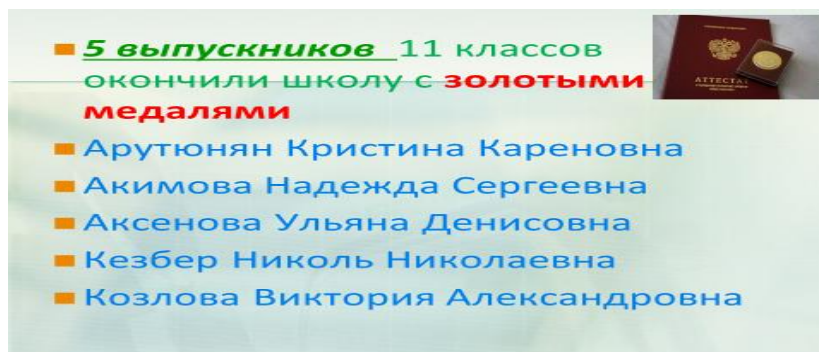 5 выпускников 11 классов
окончили школу с золотыми
медалями
Арутюнян Кристина Кареновна
Акимова Надежда Сергеевна
Аксенова Ульяна Денисовна
Кезбер Николь Николаевна
Козлова Виктория Александровна
АТТЕСТАТ